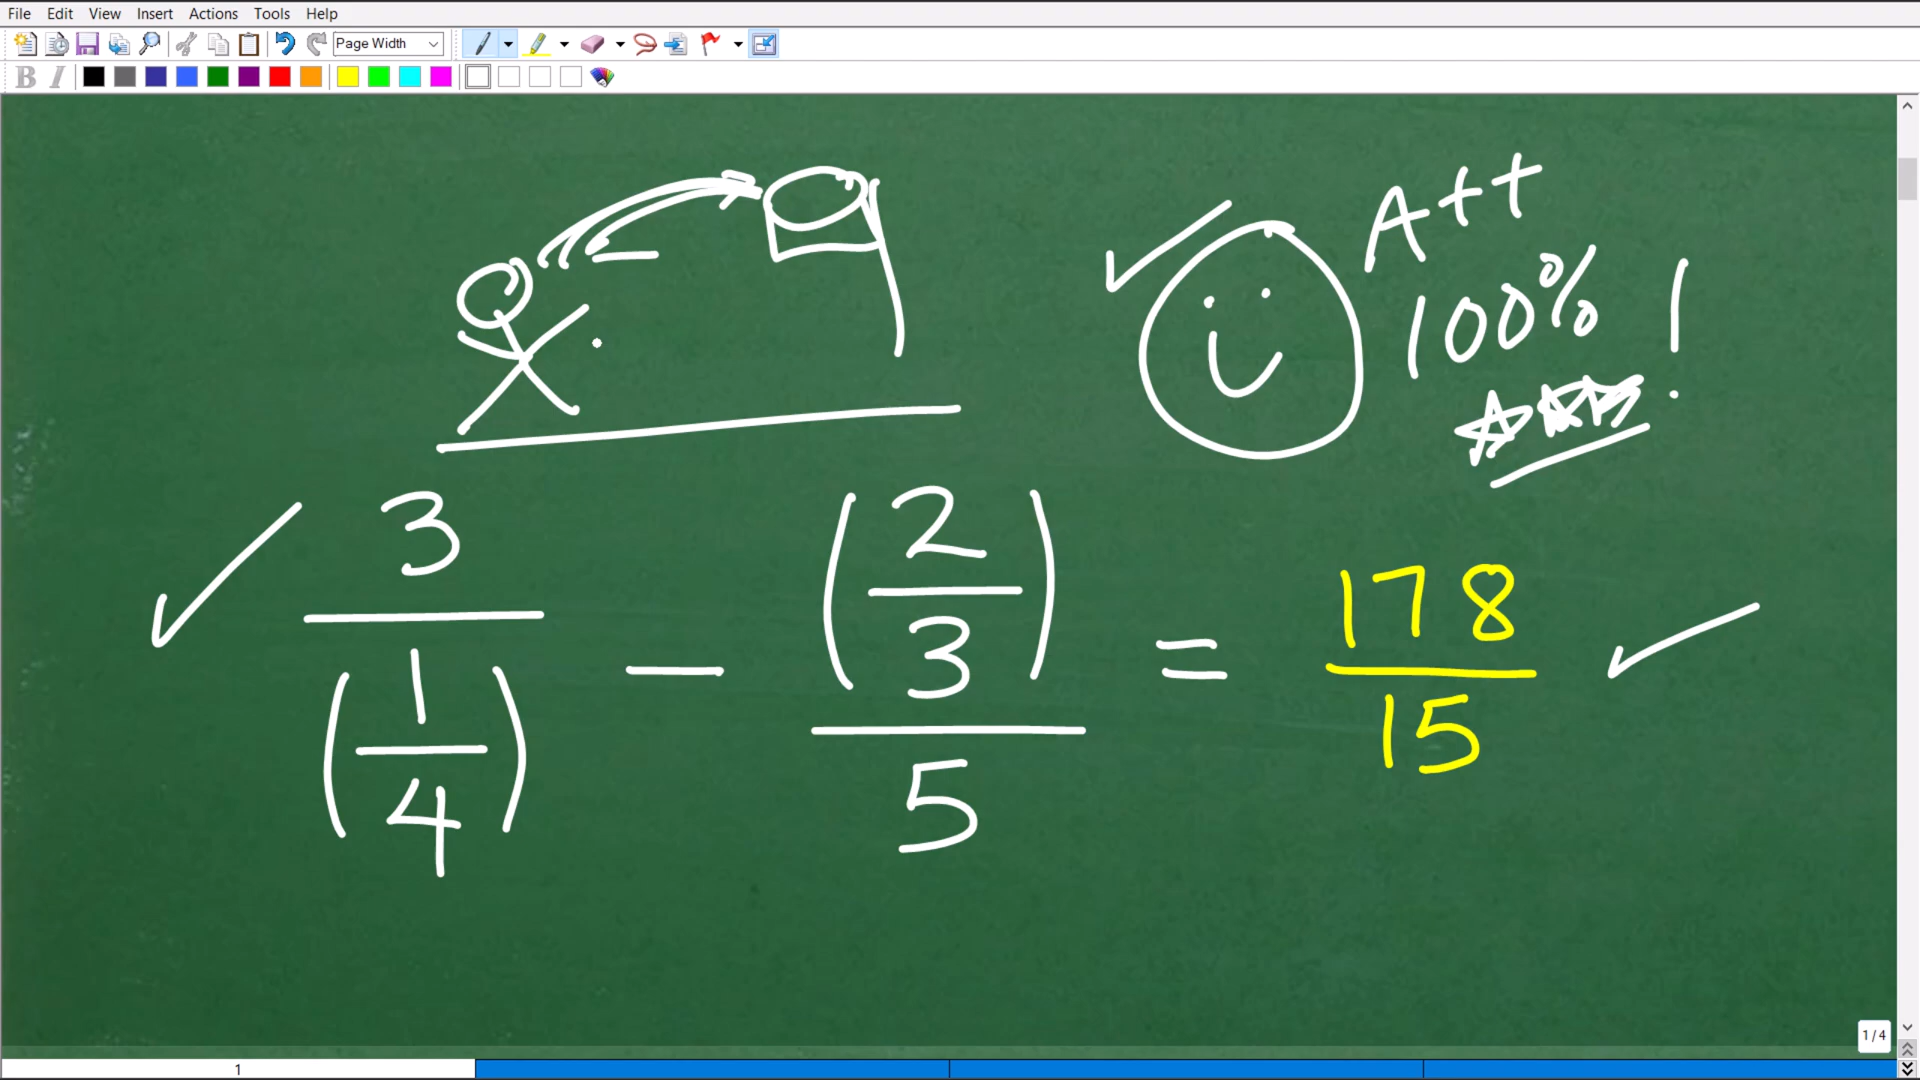 File Edit View Insert Actions Tools Help
Page Width
B I
A++
100% !
3 / (1/4) − (2/3) / 5 = 178/15
1 / 4
1